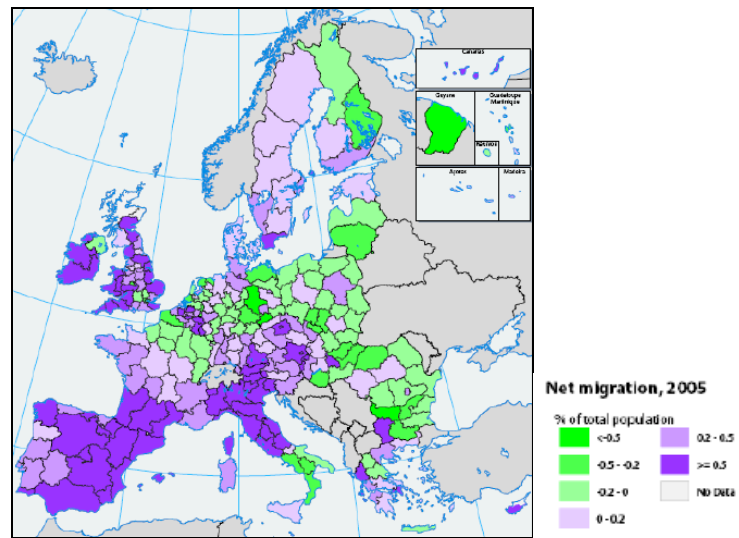 Canarias
Guyane
Guadeloupe
Martinique
Réunion
Açores
Madeira
Net migration, 2005
% of total population
<-0.5
-0.5 - -0.2
-0.2 - 0
0 - 0.2
0.2 - 0.5
>= 0.5
No Data